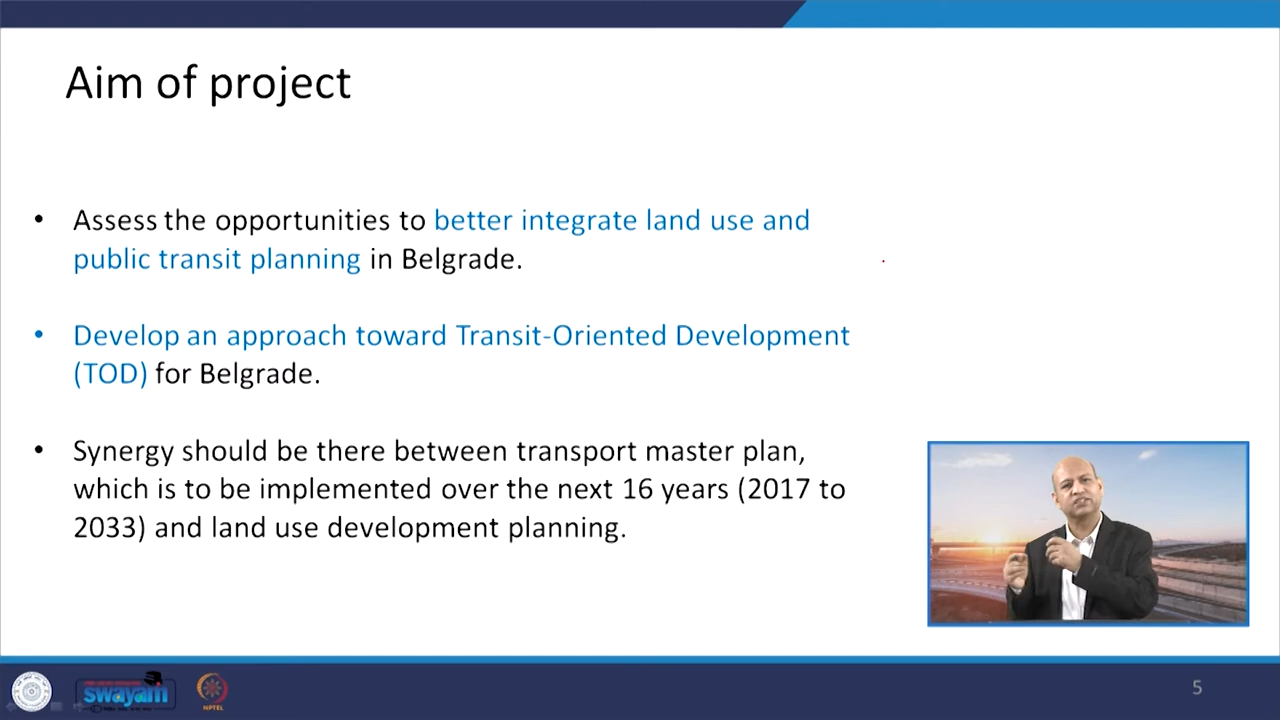 Aim of project
• Assess the opportunities to better integrate land use and
public transit planning in Belgrade.
• Develop an approach toward Transit-Oriented Development
(TOD) for Belgrade.
• Synergy should be there between transport master plan,
which is to be implemented over the next 16 years (2017 to
2033) and land use development planning.
swayam
NPTEL
5